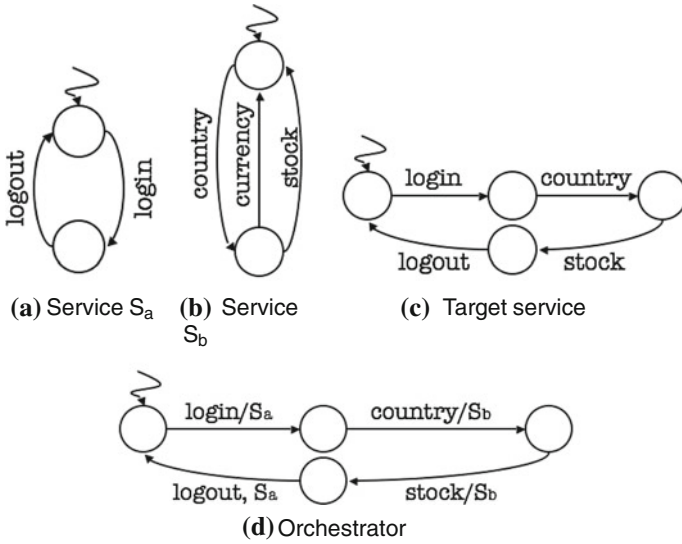 logout
login
(a) Service Sa
country
currency
stock
(b) Service
Sb
login
country
logout
stock
(c) Target service
login/Sa
country/Sb
logout, Sa
stock/Sb
(d) Orchestrator